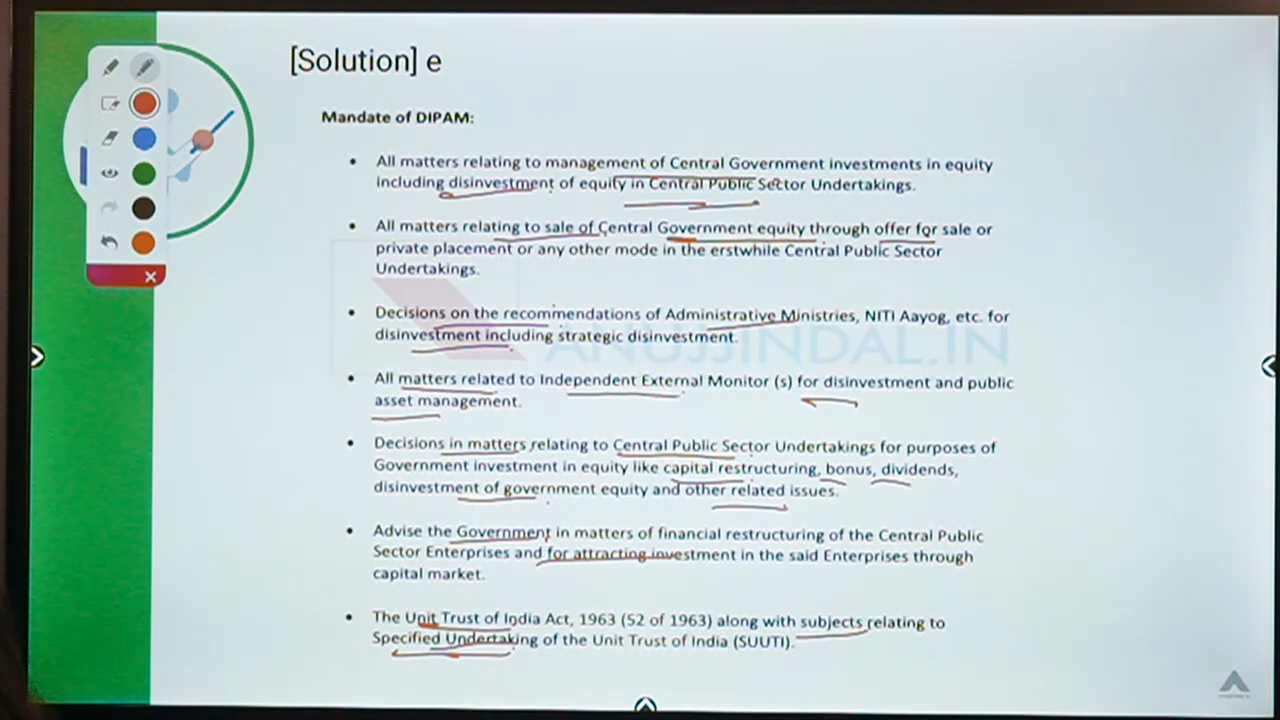 [Solution] e
Mandate of DIPAM:
• All matters relating to management of Central Government investments in equity
including disinvestment of equity in Central Public Sector Undertakings.
• All matters relating to sale of Central Government equity through offer for sale or
private placement or any other mode in the erstwhile Central Public Sector
Undertakings.
• Decisions on the recommendations of Administrative Ministries, NITI Aayog, etc. for
disinvestment including strategic disinvestment.
ANUJJINDAL.IN
• All matters related to Independent External Monitor (s) for disinvestment and public
asset management.
• Decisions in matters relating to Central Public Sector Undertakings for purposes of
Government investment in equity like capital restructuring, bonus, dividends,
disinvestment of government equity and other related issues.
• Advise the Government in matters of financial restructuring of the Central Public
Sector Enterprises and for attracting investment in the said Enterprises through
capital market.
• The Unit Trust of India Act, 1963 (52 of 1963) along with subjects relating to
Specified Undertaking of the Unit Trust of India (SUUTI).